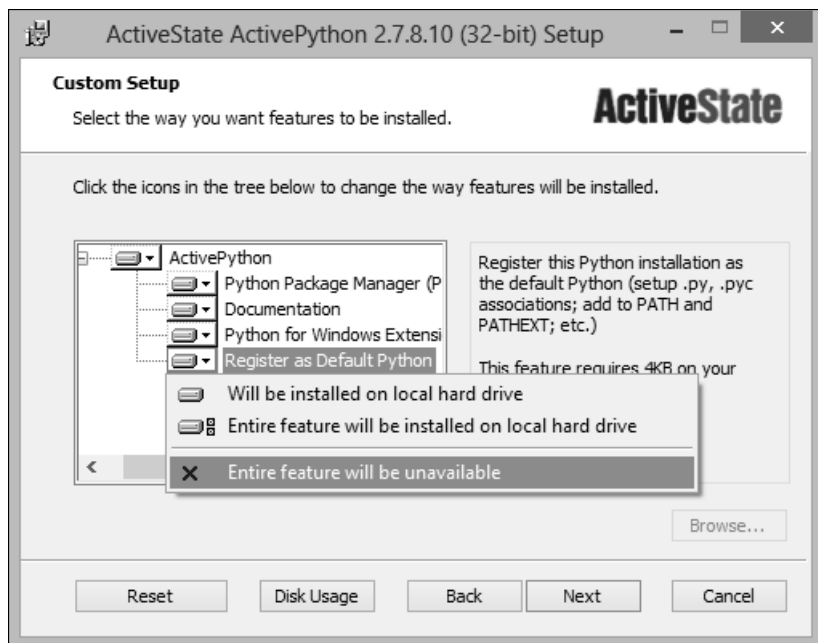 ActiveState ActivePython 2.7.8.10 (32-bit) Setup
Custom Setup
Select the way you want features to be installed.
ActiveState
Click the icons in the tree below to change the way features will be installed.
ActivePython
Python Package Manager (P
Documentation
Python for Windows Extensi
Register as Default Python
Register this Python installation as
the default Python (setup .py, .pyc
associations; add to PATH and
PATHEXT; etc.)
This feature requires 4KB on your
Will be installed on local hard drive
Entire feature will be installed on local hard drive
Entire feature will be unavailable
Browse...
Reset
Disk Usage
Back
Next
Cancel